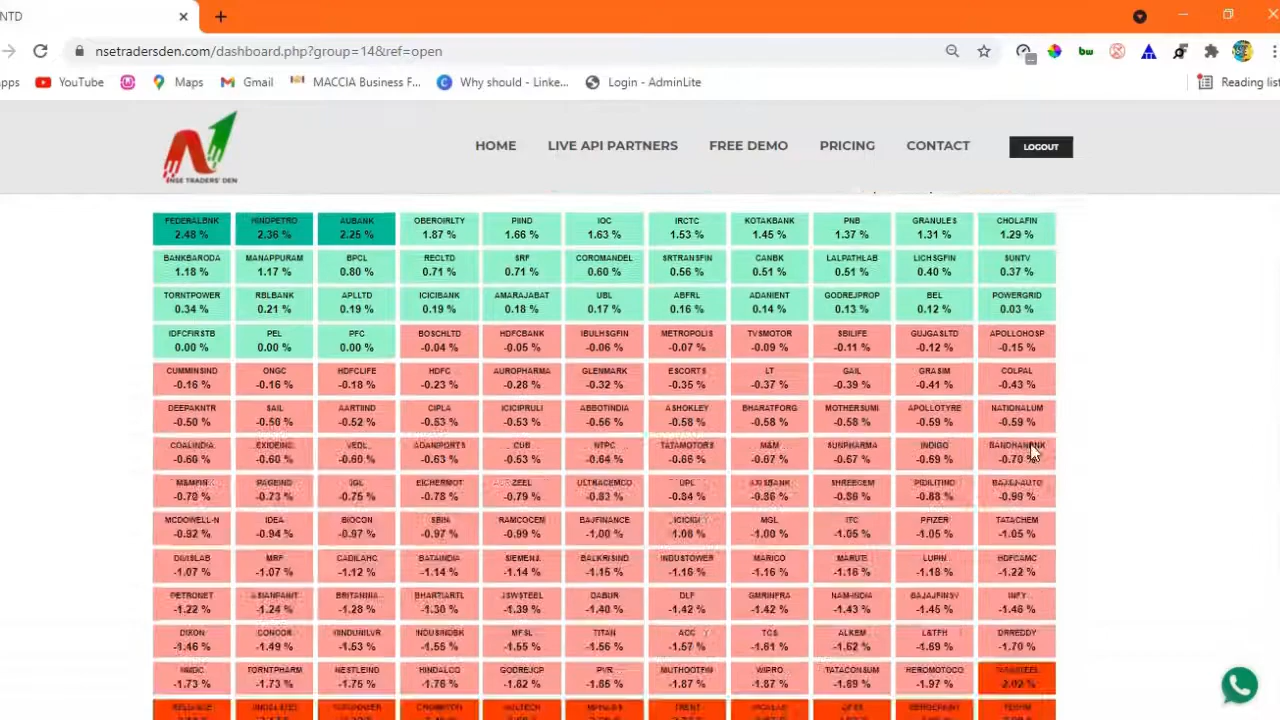 NTD
nsetradersden.com/dashboard.php?group=14&ref=open
pps YouTube Maps Gmail MACCIA Business F... Why should - Linke... Login - AdminLite Reading list
NSE TRADERS' DEN
HOME LIVE API PARTNERS FREE DEMO PRICING CONTACT LOGOUT
FEDERALBNK HINDPETRO AUBANK OBEROIRLTY PIIND IOC IRCTC KOTAKBANK PNB GRANULES CHOLAFIN
2.48 % 2.36 % 2.25 % 1.87 % 1.66 % 1.63 % 1.53 % 1.45 % 1.37 % 1.31 % 1.29 %
BANKBARODA MANAPPURAM BPCL RECLTD SRF COROMANDEL SRTRANSFIN CANBK LALPATHLAB LICHSGFIN SUNTV
1.18 % 1.17 % 0.80 % 0.71 % 0.71 % 0.60 % 0.56 % 0.51 % 0.51 % 0.40 % 0.37 %
TORNTPOWER RBLBANK APLLTD ICICIBANK AMARAJABAT UBL ABFRL ADANIENT GODREJPROP BEL POWERGRID
0.34 % 0.21 % 0.19 % 0.19 % 0.18 % 0.17 % 0.16 % 0.14 % 0.13 % 0.12 % 0.03 %
IDFCFIRSTB PEL PFC BOSCHLTD HDFCBANK IBULHSGFIN METROPOLIS TVSMOTOR SBILIFE GUJGASLTD APOLLOHOSP
0.00 % 0.00 % 0.00 % -0.04 % -0.05 % -0.06 % -0.07 % -0.09 % -0.11 % -0.12 % -0.15 %
CUMMINSIND ONGC HDFCLIFE HDFC AUROPHARMA GLENMARK ESCORTS LT GAIL GRASIM COLPAL
-0.16 % -0.16 % -0.18 % -0.23 % -0.28 % -0.32 % -0.35 % -0.37 % -0.39 % -0.41 % -0.43 %
DEEPAKNTR SAIL AARTIIND CIPLA ICICIPRULI ABBOTINDIA ASHOKLEY BHARATFORG MOTHERSUMI APOLLOTYRE NATIONALUM
-0.50 % -0.50 % -0.52 % -0.53 % -0.53 % -0.56 % -0.58 % -0.58 % -0.58 % -0.59 % -0.59 %
COALINDIA EXIDEIND VEDL ADANIPORTS CUB NTPC TATAMOTORS M&M SUNPHARMA INDIGO BANDHANBNK
-0.60 % -0.60 % -0.60 % -0.63 % -0.63 % -0.64 % -0.66 % -0.67 % -0.67 % -0.69 % -0.70 %
M&MFIN PAGEIND IGL EICHERMOT ZEEL ULTRACEMCO UPL AXISBANK SHREECEM PIDILITIND BAJAJ-AUTO
-0.70 % -0.73 % -0.75 % -0.78 % -0.79 % -0.83 % -0.84 % -0.86 % -0.86 % -0.88 %
MCDOWELL-N IDEA BIOCON SBIN RAMCOCEM BAJFINANCE ICICIGI MGL ITC PFIZER TATACHEM
-0.92 % -0.94 % -0.97 % -0.97 % -0.99 % -1.00 % -1.05 % -1.05 % -1.05 %
DIVISLAB MRF CADILAHC BATAINDIA SIEMENS BALKRISIND INDUSTOWER MARICO MARUTI LUPIN HDFCAMC
-1.07 % -1.07 % -1.12 % -1.14 % -1.14 % -1.15 % -1.16 % -1.16 % -1.16 % -1.18 % -1.22 %
PETRONET ASIANPAINT BRITANNIA BHARTIARTL JSWSTEEL DABUR DLF GMRINFRA NAM-INDIA BAJAJFINSV INFY
-1.22 % -1.24 % -1.28 % -1.30 % -1.39 % -1.40 % -1.42 % -1.42 % -1.43 % -1.45 % -1.46 %
DIXON CONCOR HINDUNILVR INDUSINDBK MFSL TITAN ACC TCS ALKEM L&TFH DRREDDY
-1.46 % -1.49 % -1.53 % -1.55 % -1.55 % -1.56 % -1.57 % -1.61 % -1.62 % -1.69 % -1.70 %
NMDC TORNTPHARM NESTLEIND HINDALCO GODREJCP PVR MUTHOOTFIN WIPRO TATACONSUM HEROMOTOCO TATASTEEL
-1.73 % -1.73 % -1.75 % -1.76 % -1.82 % -1.87 % -1.87 % -1.97 % -2.02 %
RELIANCE CROMPTON TRENT